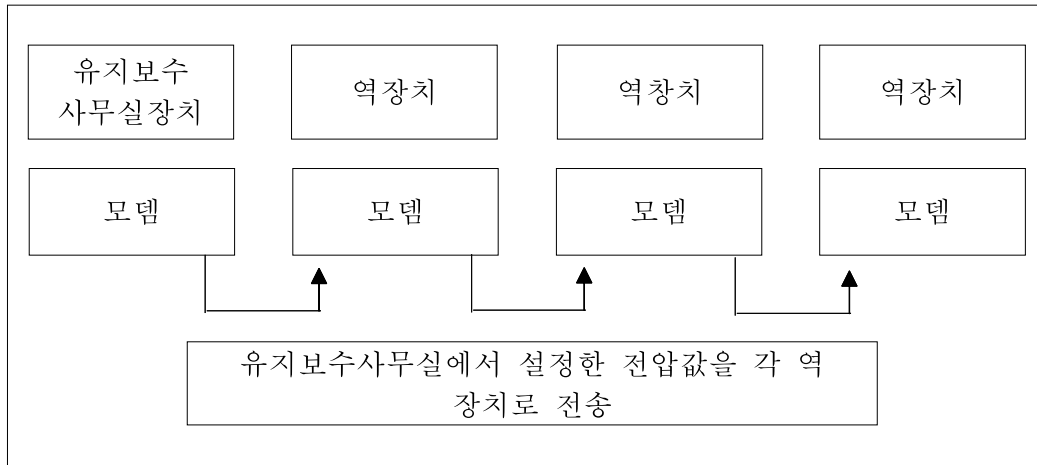 유지보수
사무실장치
역장치
역창치
역장치
모뎀
모뎀
모뎀
모뎀
유지보수사무실에서 설정한 전압값을 각 역
장치로 전송